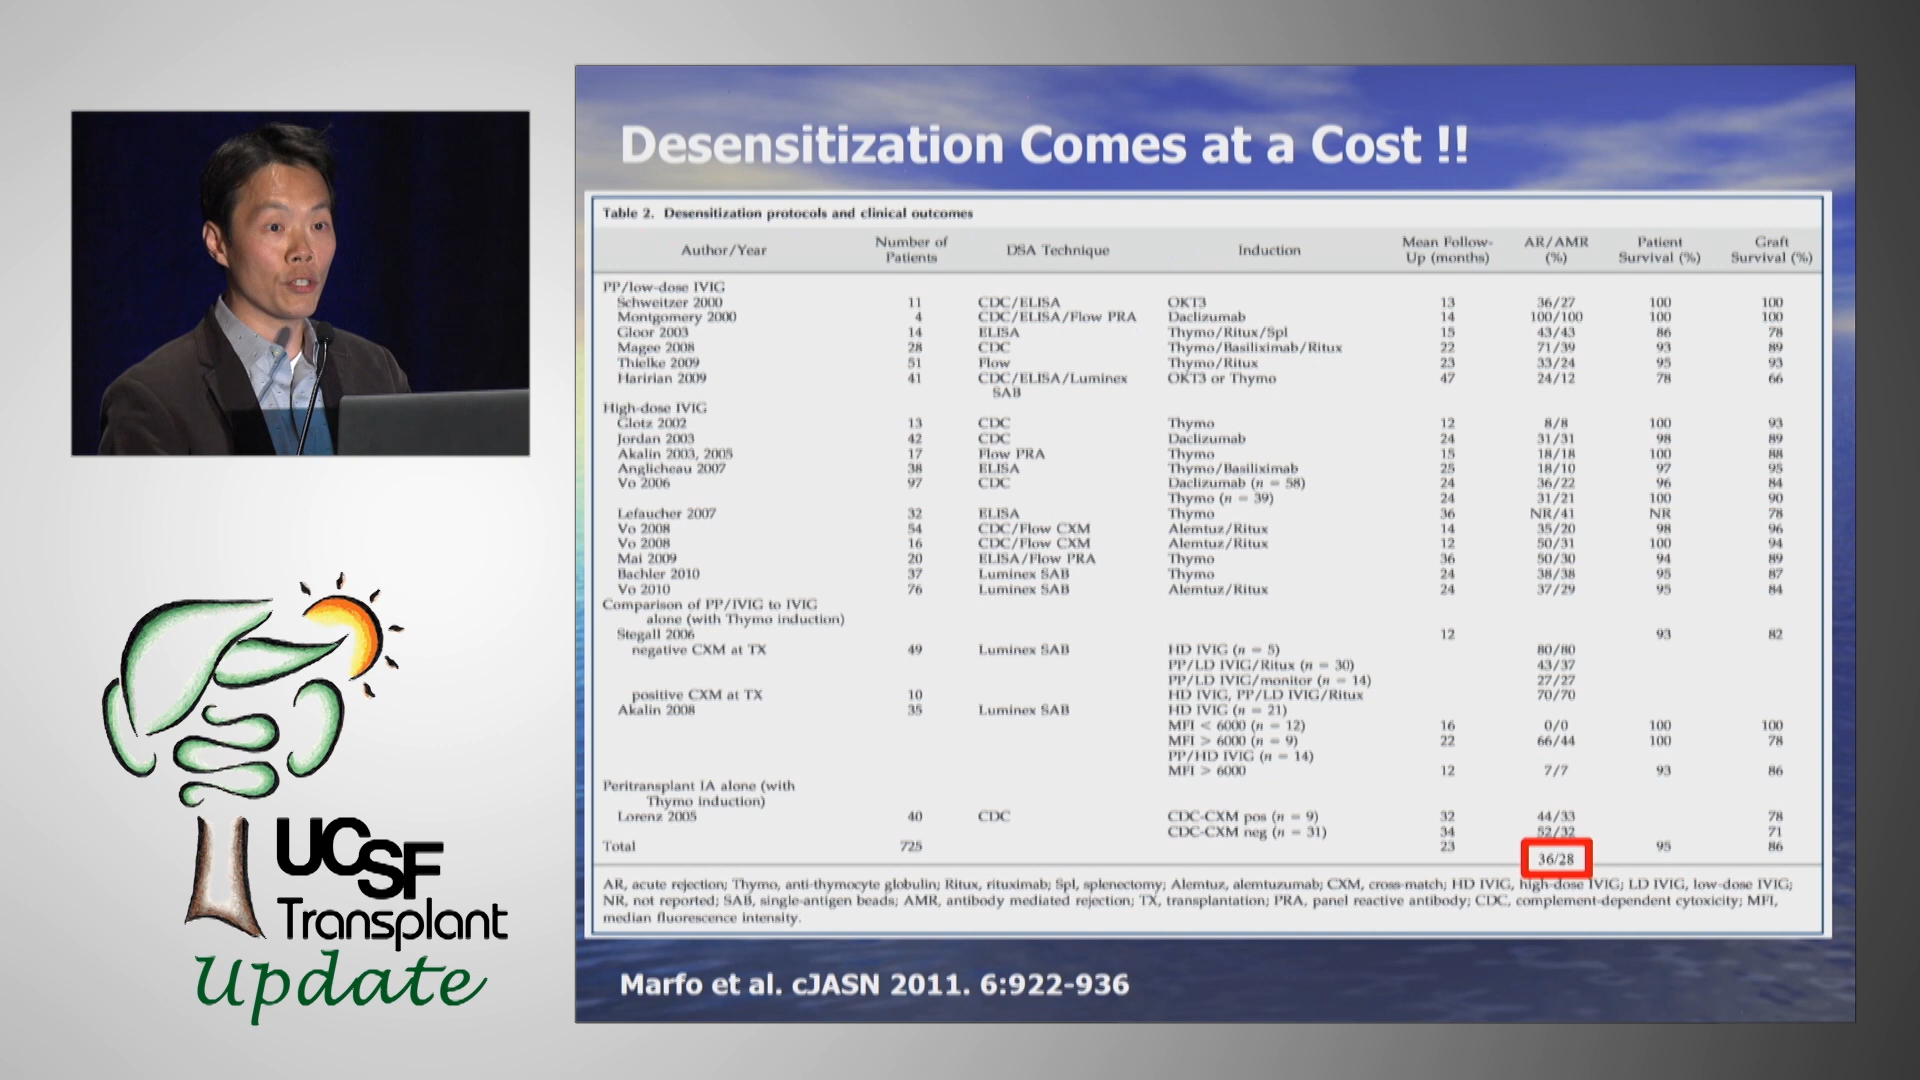 Desensitization Comes at a Cost !!
Table 2. Desensitization protocols and clinical outcomes
Author/Year Number of Patients DSA Technique Induction Mean Follow-Up (months) AR/AMR (%) Patient Survival (%) Graft Survival (%)
PP/low-dose IVIG
Schweitzer 2000 11 CDC/ELISA OKT3 13 36/27 100 100
Montgomery 2000 4 CDC/ELISA/Flow PRA Daclizumab 14 100/100 100 100
Gloor 2003 14 ELISA Thymo/Ritux/Spl 15 43/43 86 78
Magee 2008 28 CDC Thymo/Basiliximab/Ritux 22 71/39 93 89
Thielke 2009 51 Flow Thymo/Ritux 23 33/24 95 93
Haririan 2009 41 CDC/ELISA/Luminex OKT3 or Thymo 47 24/12 78 66
SAB
High-dose IVIG
Glotz 2002 13 CDC Thymo 12 8/8 100 93
Jordan 2003 42 CDC Daclizumab 24 31/31 98 89
Akalin 2003, 2005 17 Flow PRA Thymo 15 18/18 100 88
Anglicheau 2007 38 ELISA Thymo/Basiliximab 25 18/10 97 95
Vo 2006 97 CDC Daclizumab (n = 58) 24 36/22 96 84
Thymo (n = 39) 24 31/21 100 90
Lefaucher 2007 32 ELISA Thymo 36 NR/41 NR 78
Vo 2008 54 CDC/Flow CXM Alemtuz/Ritux 14 35/20 98 96
Vo 2008 16 CDC/Flow CXM Alemtuz/Ritux 12 50/31 100 94
Mai 2009 20 ELISA/Flow PRA Thymo 36 50/30 94 89
Bachler 2010 37 Luminex SAB Thymo 24 38/38 95 87
Vo 2010 76 Luminex SAB Alemtuz/Ritux 24 37/29 95 84
Comparison of PP/IVIG to IVIG
alone (with Thymo induction)
Stegall 2006 12 93 82
negative CXM at TX 49 Luminex SAB HD IVIG (n = 5) 80/80
PP/LD IVIG/Ritux (n = 30) 43/37
PP/LD IVIG/monitor (n = 14) 27/27
positive CXM at TX 10 HD IVIG, PP/LD IVIG/Ritux 70/70
Akalin 2008 35 Luminex SAB HD IVIG (n = 21)
MFI < 6000 (n = 12) 16 0/0 100 100
MFI > 6000 (n = 9) 22 66/44 100 78
PP/HD IVIG (n = 14)
MFI > 6000 12 7/7 93 86
Peritransplant IA alone (with
Thymo induction)
Lorenz 2005 40 CDC CDC-CXM pos (n = 9) 32 44/33 78
CDC-CXM neg (n = 31) 34 52/32 71
Total 725 23 36/28 95 86
AR, acute rejection; Thymo, anti-thymocyte globulin; Ritux, rituximab; Spl, splenectomy; Alemtuz, alemtuzumab; CXM, cross-match; HD IVIG, high-dose IVIG; LD IVIG, low-dose IVIG;
NR, not reported; SAB, single-antigen beads; AMR, antibody mediated rejection; TX, transplantation; PRA, panel reactive antibody; CDC, complement-dependent cytoxicity; MFI,
median fluorescence intensity.
Marfo et al. cJASN 2011. 6:922-936
UCSF
Transplant
Update